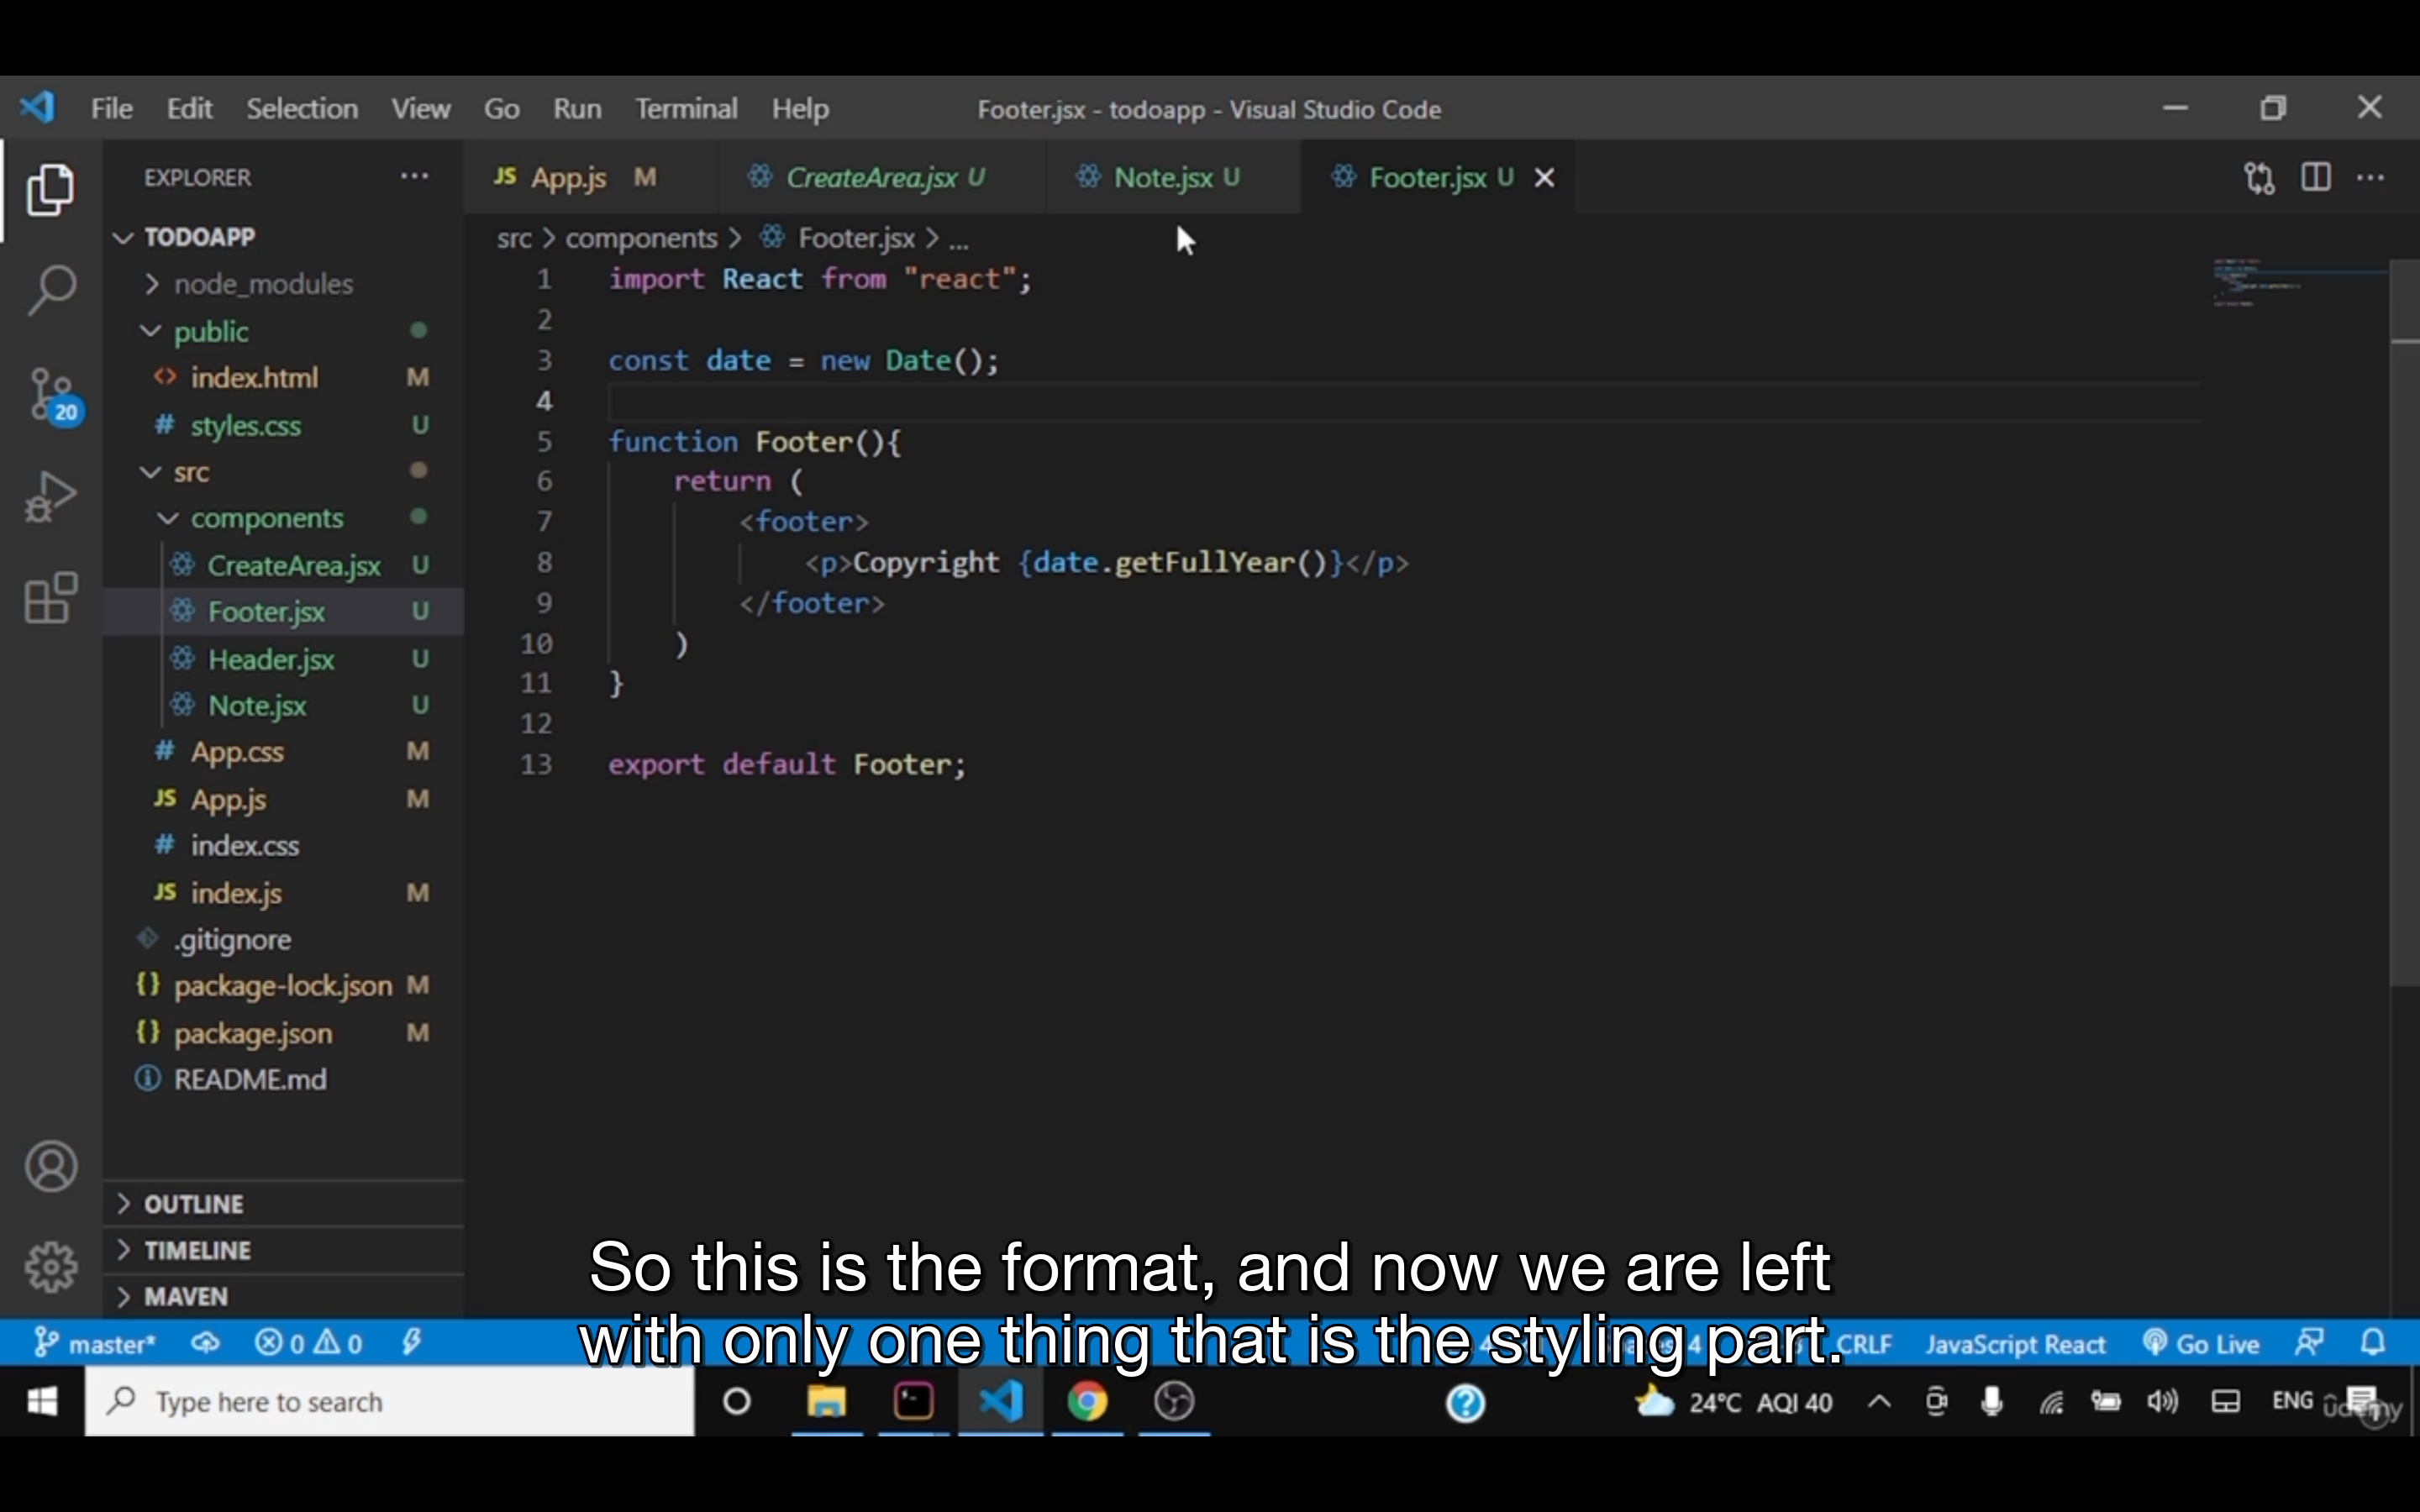 File Edit Selection View Go Run Terminal Help Footer.jsx - todoapp - Visual Studio Code
EXPLORER
JS App.js M CreateArea.jsx U Note.jsx U Footer.jsx U
TODOAPP
src > components > Footer.jsx > ...
node_modules
public
index.html M
styles.css U
src
components
CreateArea.jsx U
Footer.jsx U
Header.jsx U
Note.jsx U
App.css M
JS App.js M
index.css
JS index.js M
.gitignore
package-lock.json M
package.json M
README.md
OUTLINE
TIMELINE
MAVEN
20
1 import React from "react";
2
3 const date = new Date();
4
5 function Footer(){
6 return (
7 <footer>
8 <p>Copyright {date.getFullYear()}</p>
9 </footer>
10 )
11 }
12
13 export default Footer;
So this is the format, and now we are left
with only one thing that is the styling part.
master* 0 0 CRLF JavaScript React Go Live
Type here to search 24°C AQI 40 ENG
udemy